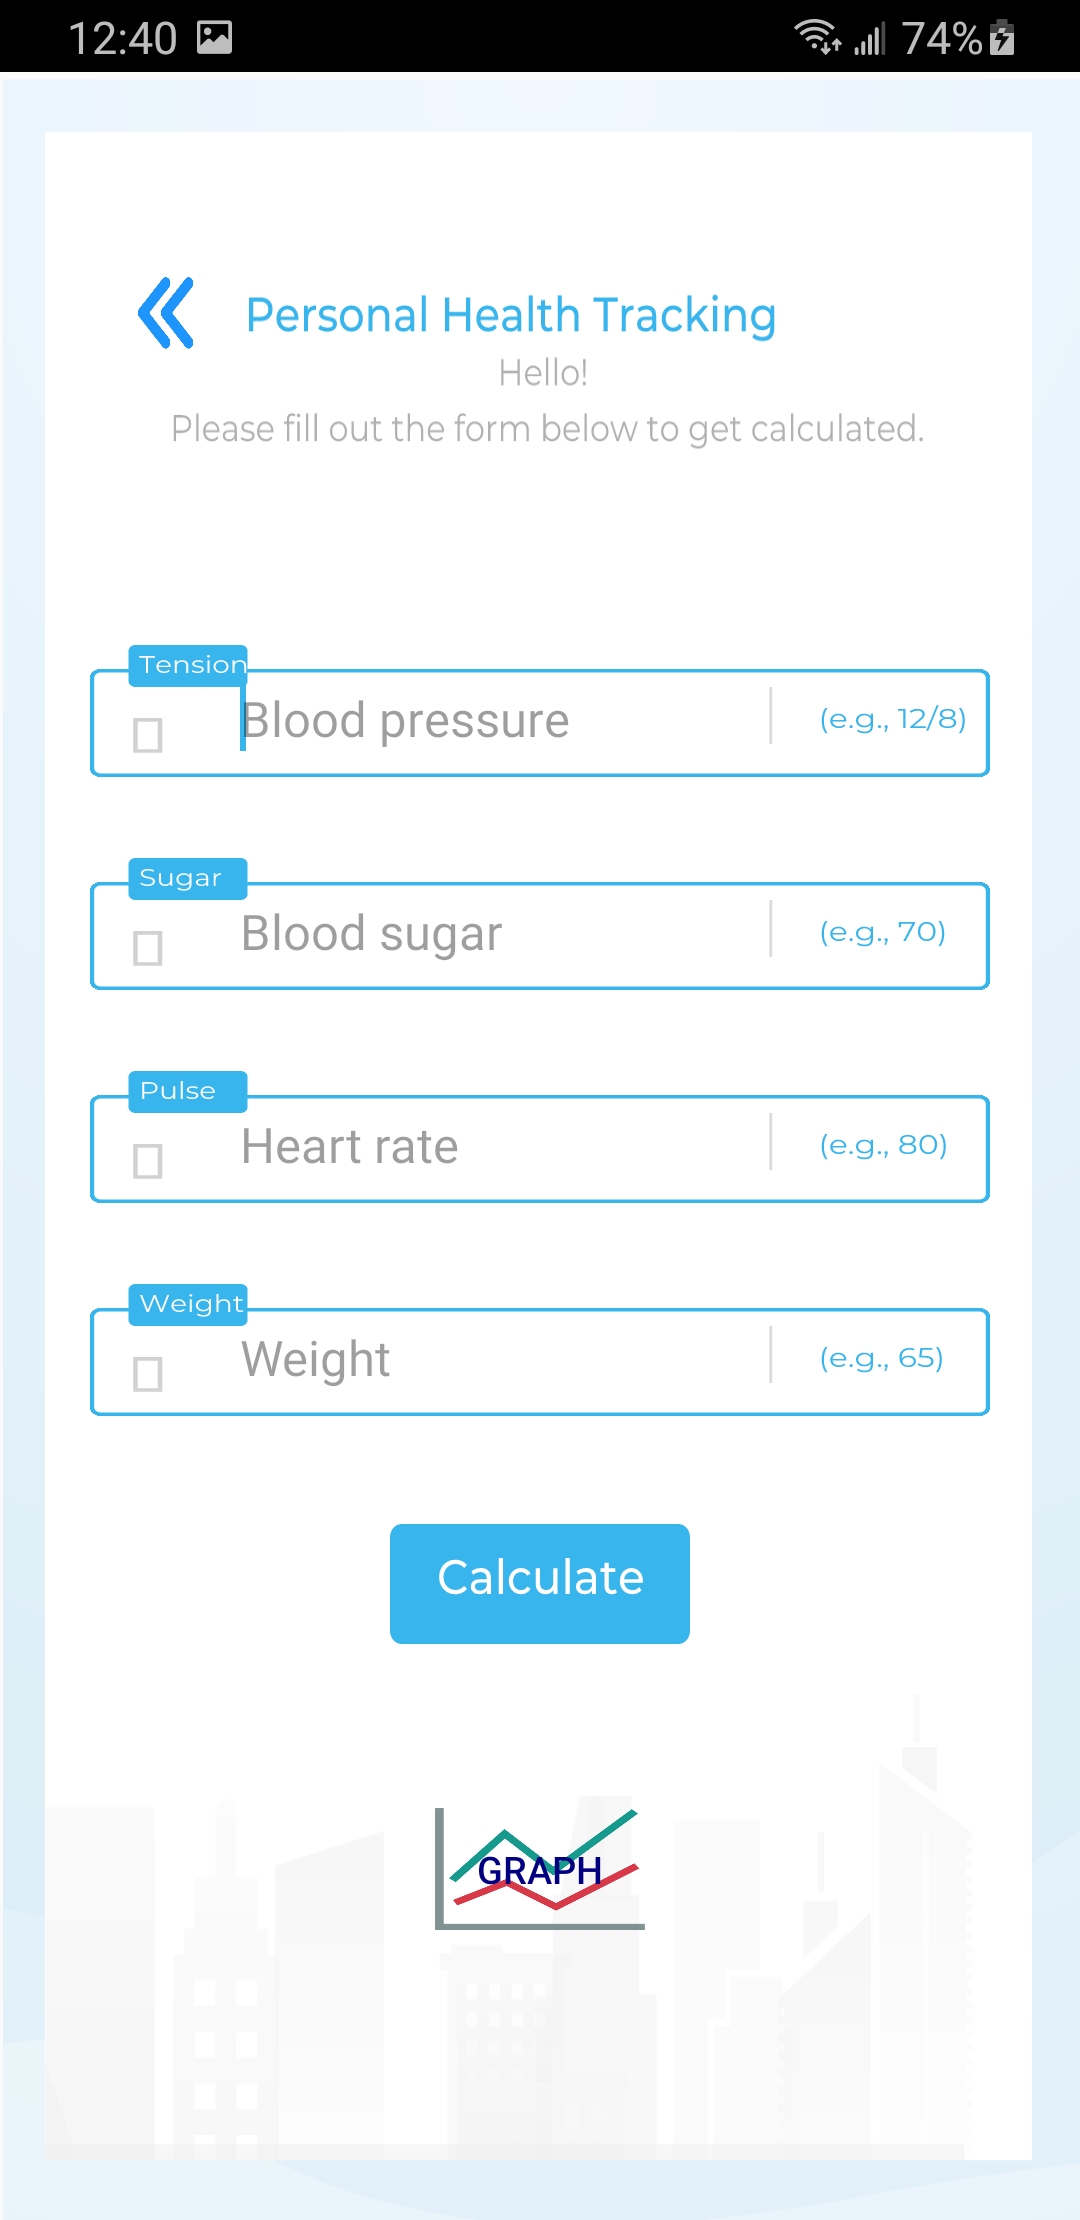 12:40 74%
Personal Health Tracking
Hello!
Please fill out the form below to get calculated.
Tension
Blood pressure (e.g., 12/8)
Sugar
Blood sugar (e.g., 70)
Pulse
Heart rate (e.g., 80)
Weight
Weight (e.g., 65)
Calculate
GRAPH